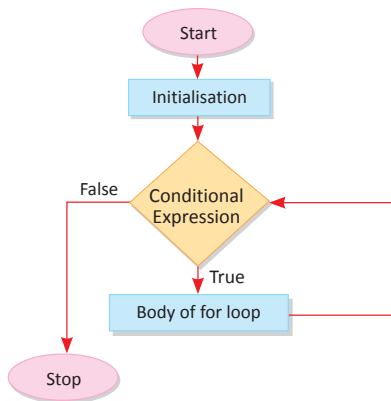 Start
Initialisation
False
Conditional
Expression
True
Body of for loop
Stop